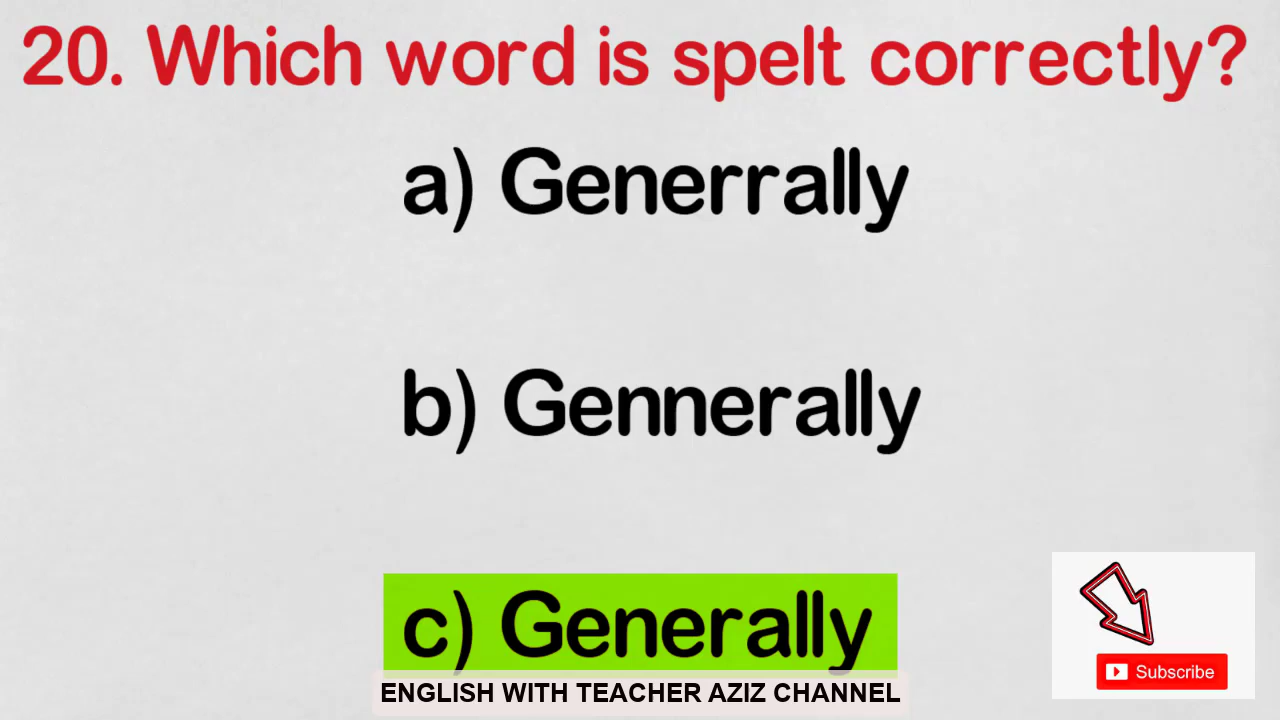 20. Which word is spelt correctly?
a) Generrally
b) Gennerally
c) Generally
Subscribe
ENGLISH WITH TEACHER AZIZ CHANNEL